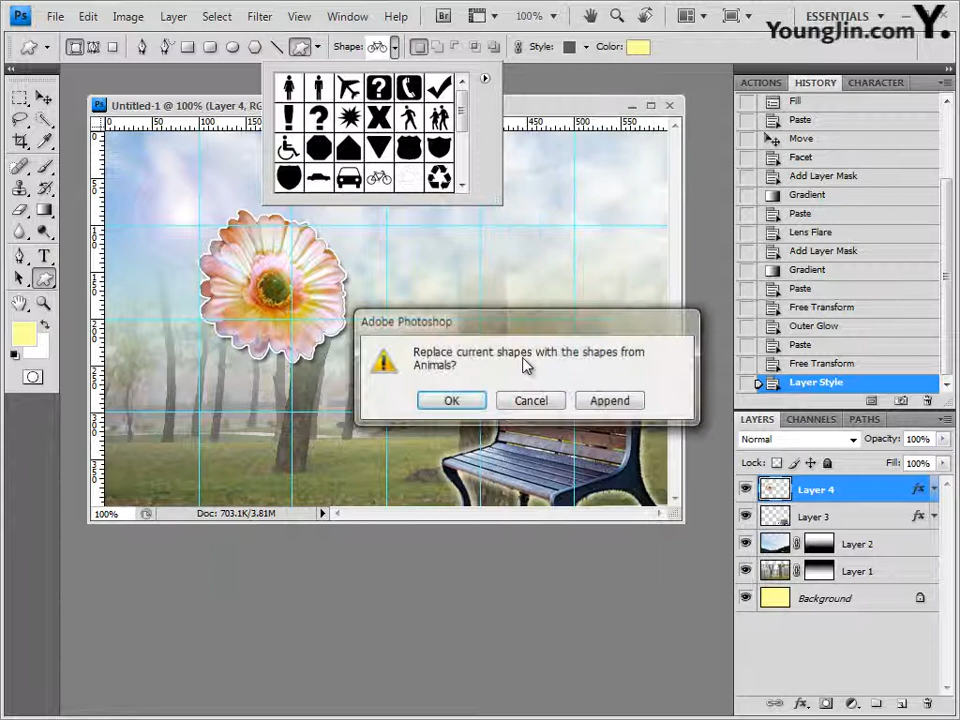 Ps File Edit Image Layer Select Filter View Window Help Br 100% ESSENTIALS
YoungJin.com Y.
Shape: Style: Color:
Ps Untitled-1 @ 100% (Layer 4, RG
ACTIONS HISTORY CHARACTER
Fill
Paste
Move
Facet
Add Layer Mask
Gradient
Paste
Lens Flare
Add Layer Mask
Gradient
Paste
Free Transform
Outer Glow
Paste
Free Transform
Layer Style
Adobe Photoshop
Replace current shapes with the shapes from
Animals?
OK Cancel Append
100% Doc: 703.1K/3.81M
LAYERS CHANNELS PATHS
Normal Opacity: 100%
Lock: Fill: 100%
Layer 4 fx
Layer 3 fx
Layer 2
Layer 1
Background